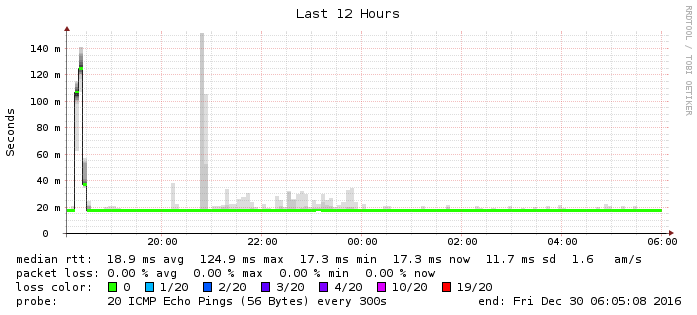 Last 12 Hours
RRDTOOL / TOBI OETIKER
Seconds
140 m
120 m
100 m
80 m
60 m
40 m
20 m
0
20:00 22:00 00:00 02:00 04:00 06:00
median rtt: 18.9 ms avg 124.9 ms max 17.3 ms min 17.3 ms now 11.7 ms sd 1.6 am/s
packet loss: 0.00 % avg 0.00 % max 0.00 % min 0.00 % now
loss color: 0 1/20 2/20 3/20 4/20 10/20 19/20
probe: 20 ICMP Echo Pings (56 Bytes) every 300s end: Fri Dec 30 06:05:08 2016